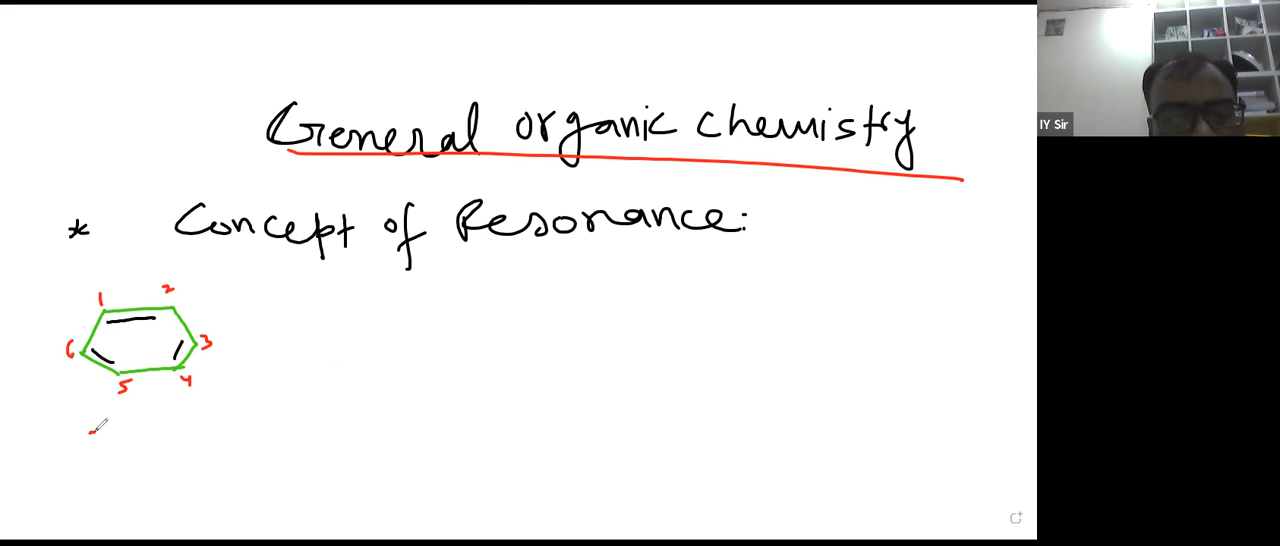 General organic chemistry
* Concept of Resonance:
1 2
6 3
5 4
IY Sir